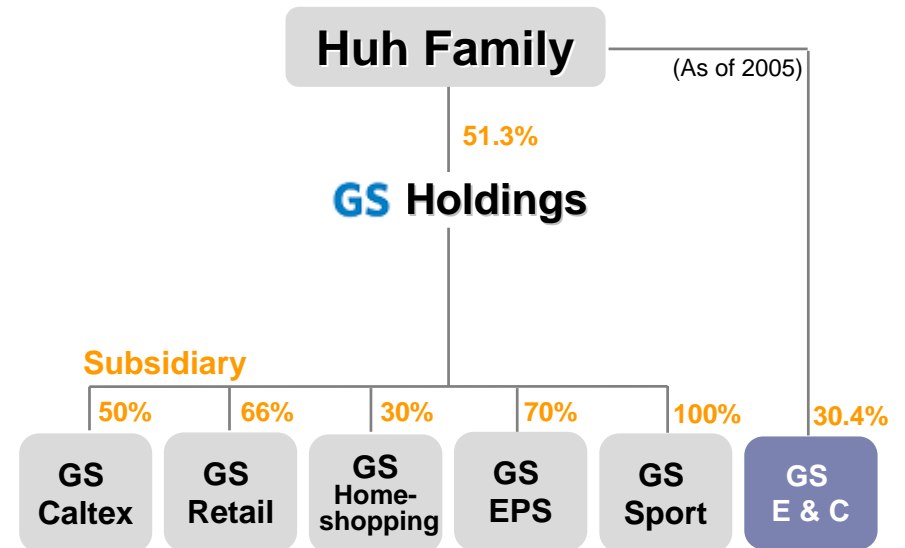 Huh Family
(As of 2005)
51.3%
GS Holdings
Subsidiary
50%
66%
30%
70%
100%
30.4%
GS
Caltex
GS
Retail
GS
Home-
shopping
GS
EPS
GS
Sport
GS
E & C